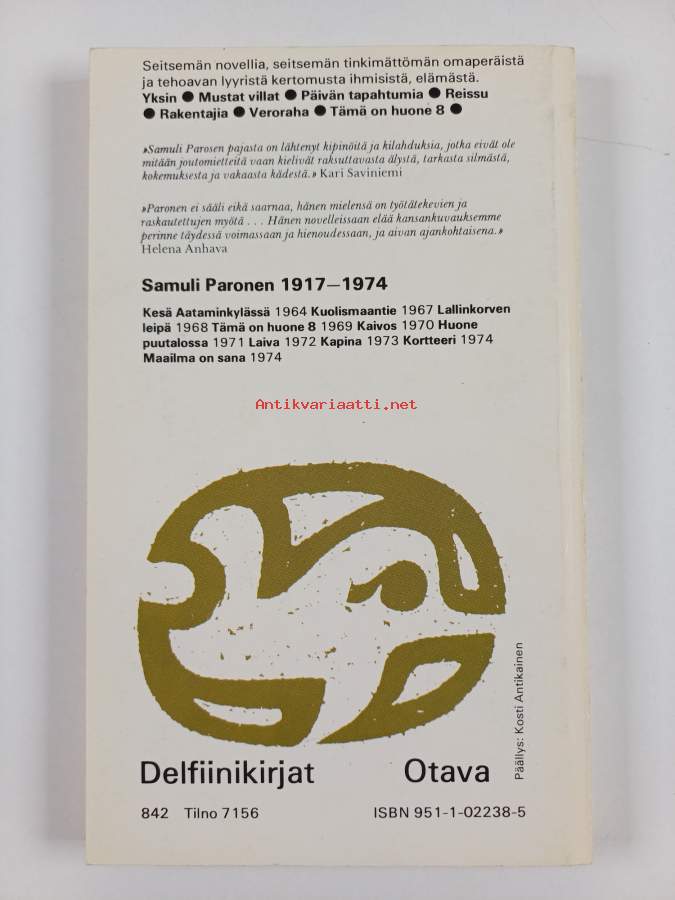 Seitsemän novellia, seitsemän tinkimättömän omaperäistä
ja tehoavan lyyristä kertomusta ihmisistä, elämästä.
Yksin ● Mustat villat ● Päivän tapahtumia ● Reissu
● Rakentajia ● Veroraha ● Tämä on huone 8 ●
»Samuli Parosen pajasta on lähtenyt kipinöitä ja kilahduksia, jotka eivät ole
mitään joutomietteitä vaan kielivät raksuttavasta älystä, tarkasta silmästä,
kokemuksesta ja vakaasta kädestä.» Kari Saviniemi
»Paronen ei sääli eikä saarnaa, hänen mielensä on työtätekevien ja
raskautettujen myötä . . . Hänen novelleissaan elää kansankuvauksemme
perinne täydessä voimassaan ja hienoudessaan, ja aivan ajankohtaisena.»
Helena Anhava
Samuli Paronen 1917–1974
Kesä Aataminkylässä 1964 Kuolismaantie 1967 Lallinkorven
leipä 1968 Tämä on huone 8 1969 Kaivos 1970 Huone
puutalossa 1971 Laiva 1972 Kapina 1973 Kortteeri 1974
Maailma on sana 1974
Antikvariaatti.net
Päällys: Kosti Antikainen
Delfiinikirjat Otava
842 Tilno 7156 ISBN 951-1-02238-5